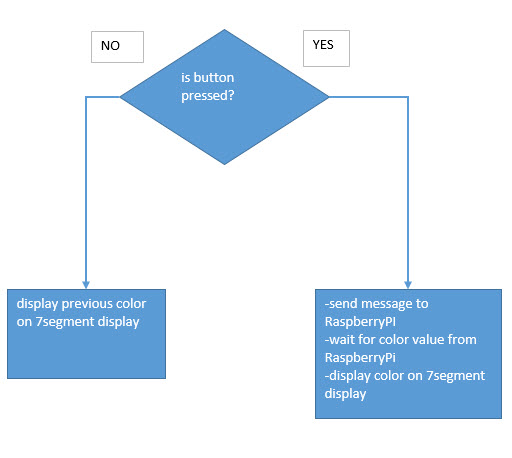 NO
YES
is button
pressed?
display previous color
on 7segment display
-send message to
RaspberryPI
-wait for color value from
RaspberryPi
-display color on 7segment
display